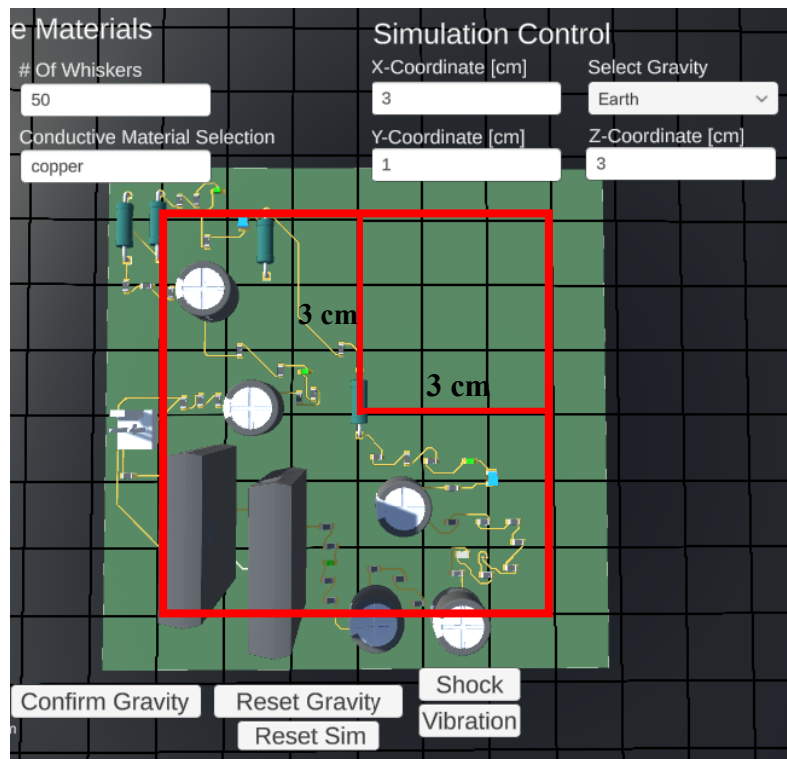 e Materials
Simulation Control
# Of Whiskers
X-Coordinate [cm]
Select Gravity
50
3
Earth
Conductive Material Selection
Y-Coordinate [cm]
Z-Coordinate [cm]
copper
1
3
3 cm
3 cm
Confirm Gravity
Reset Gravity
Shock
Reset Sim
Vibration
n